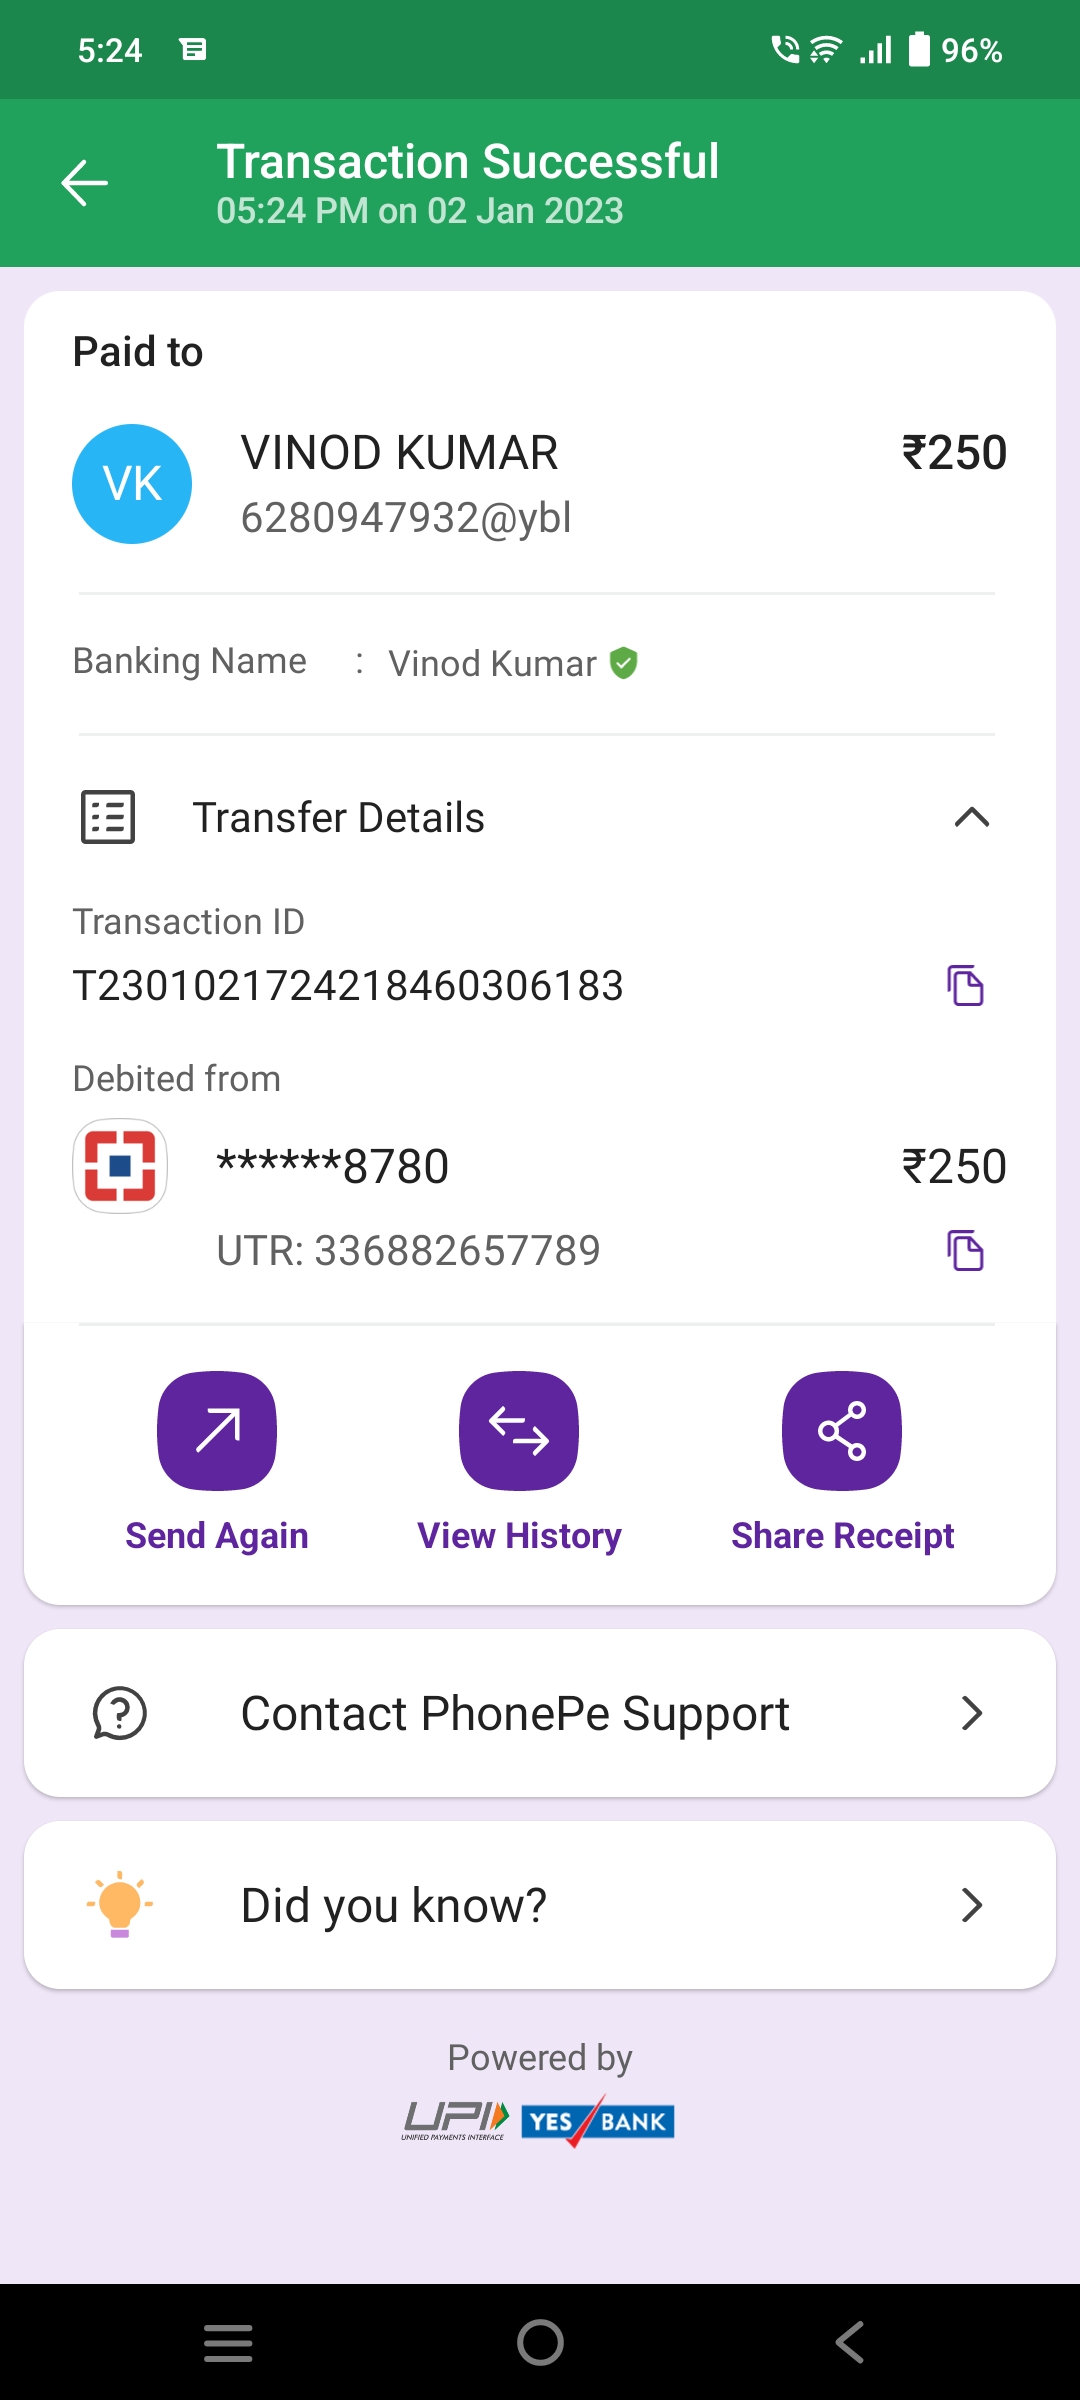 5:24
96%
Transaction Successful
05:24 PM on 02 Jan 2023
Paid to
VK
VINOD KUMAR
₹250
6280947932@ybl
Banking Name : Vinod Kumar
Transfer Details
Transaction ID
T2301021724218460306183
Debited from
******8780
₹250
UTR: 336882657789
Send Again
View History
Share Receipt
Contact PhonePe Support
Did you know?
Powered by
UPI
UNIFIED PAYMENTS INTERFACE
YES BANK